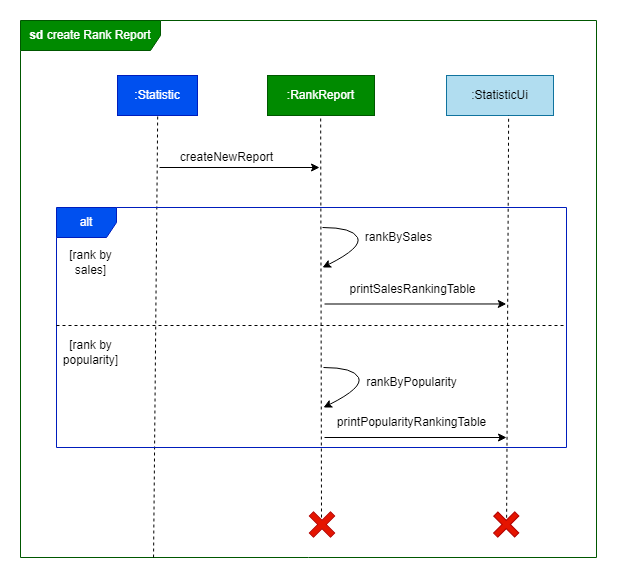 sd create Rank Report
:Statistic
:RankReport
:StatisticUi
createNewReport
alt
[rank by
sales]
rankBySales
printSalesRankingTable
[rank by
popularity]
rankByPopularity
printPopularityRankingTable